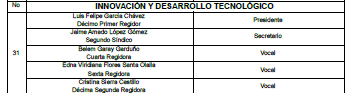 No INNOVACIÓN Y DESARROLLO TECNOLÓGICO
Luis Felipe García Chávez
Décimo Primer Regidor
Presidente
Jaime Amedo López Gómez
Segundo Síndico
Secretario
31
Belem Garay Garduño
Cuarta Regidora
Vocal
Edna Viridiana Flores Santa Olalla
Sexta Regidora
Vocal
Cristina Sierra Castillo
Décima Segunda Regidora
Vocal